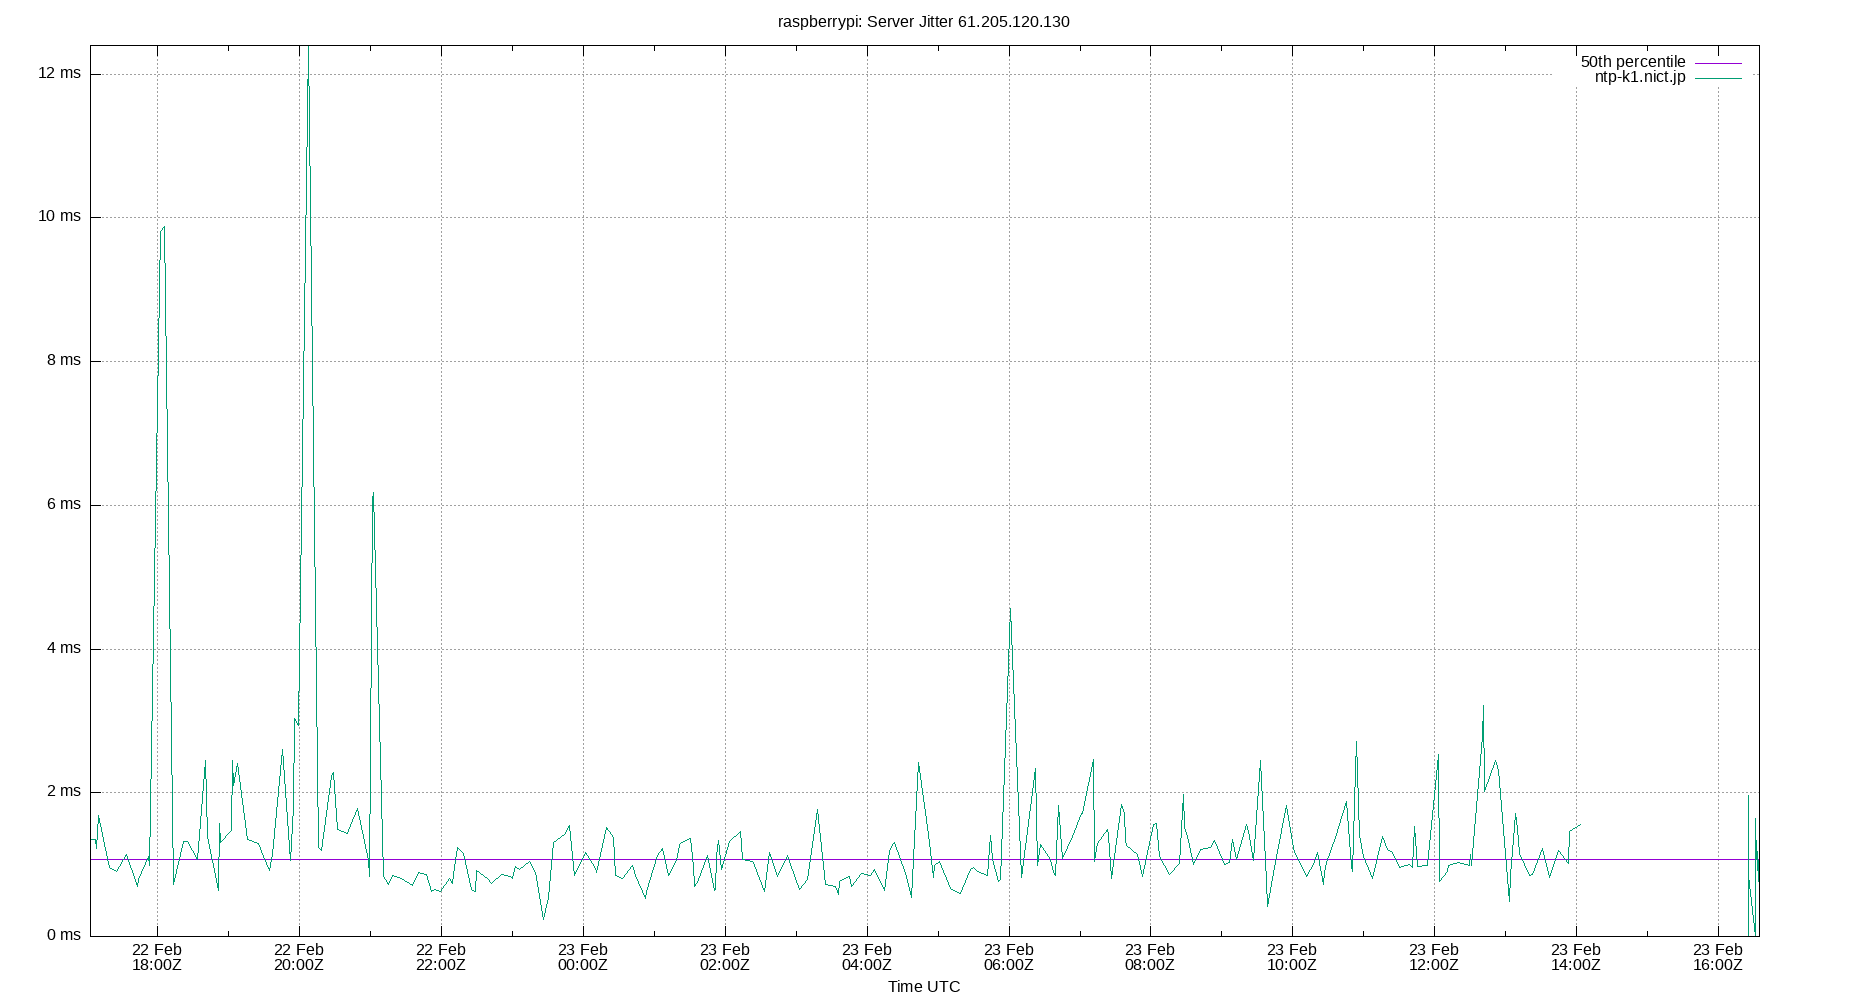 raspberrypi: Server Jitter 61.205.120.130
50th percentile
ntp-k1.nict.jp
12 ms
10 ms
8 ms
6 ms
4 ms
2 ms
0 ms
22 Feb 22 Feb 22 Feb 23 Feb 23 Feb 23 Feb 23 Feb 23 Feb 23 Feb 23 Feb 23 Feb 23 Feb
18:00Z 20:00Z 22:00Z 00:00Z 02:00Z 04:00Z 06:00Z 08:00Z 10:00Z 12:00Z 14:00Z 16:00Z
Time UTC